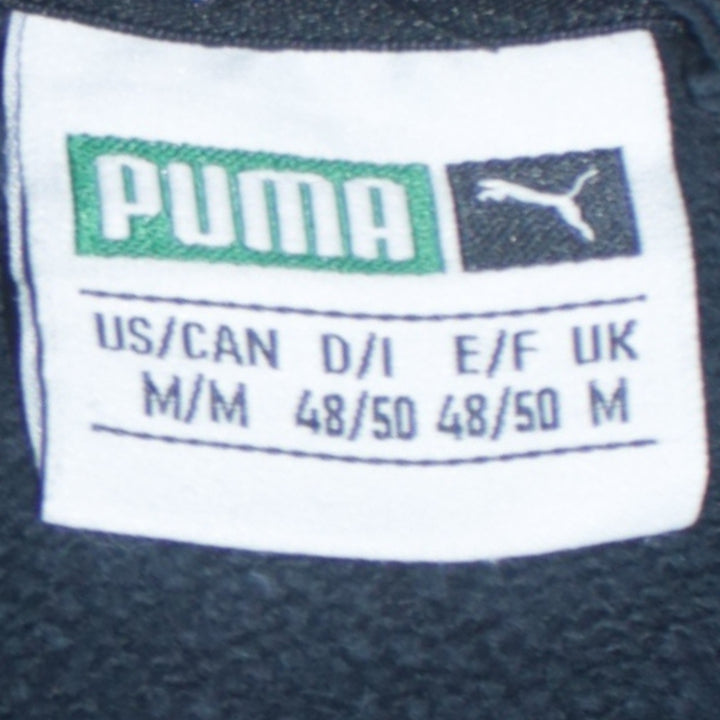 PUMA
US/CAN D/I E/F UK
M/M 48/50 48/50 M